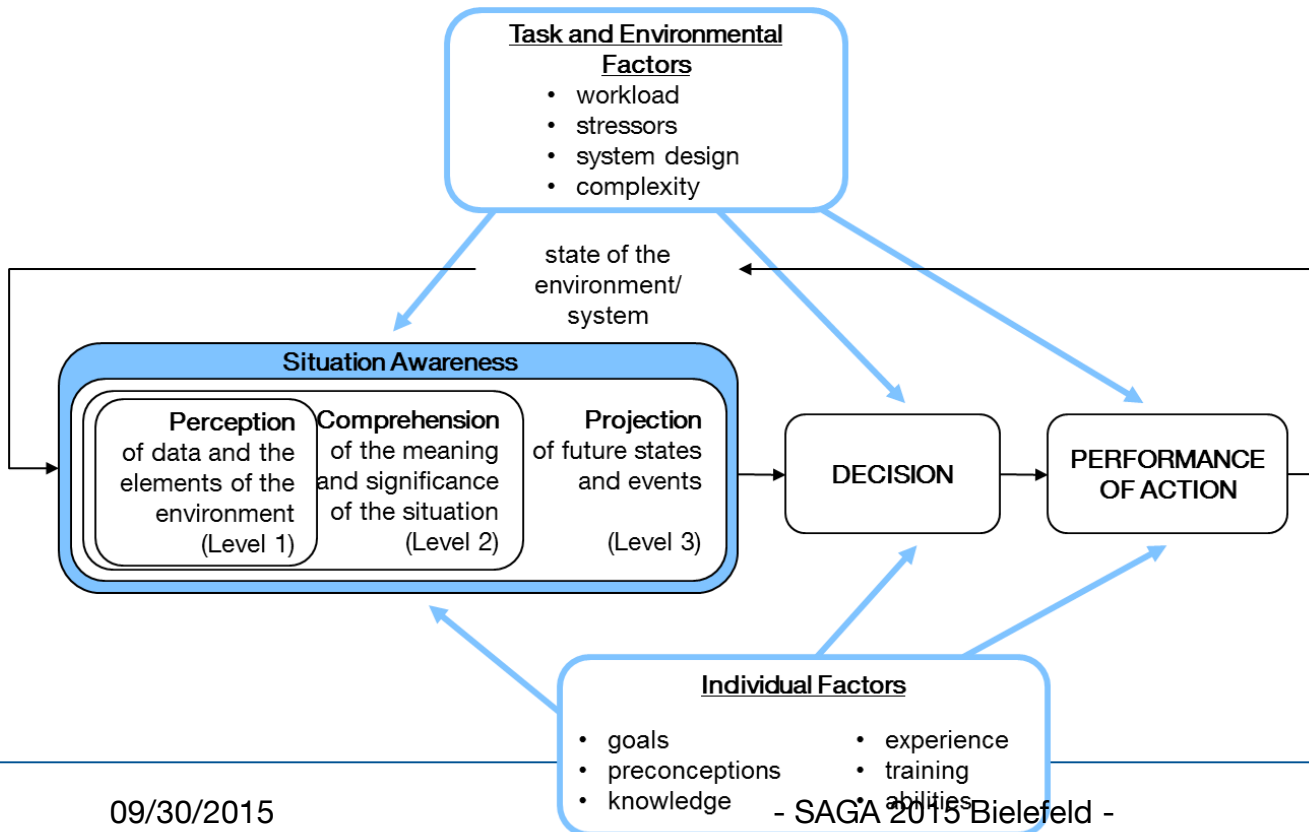 Task and Environmental
Factors
• workload
• stressors
• system design
• complexity
state of the
environment/
system
Situation Awareness
Perception
of data and the
elements of the
environment
(Level 1)
Comprehension
of the meaning
and significance
of the situation
(Level 2)
Projection
of future states
and events
(Level 3)
DECISION
PERFORMANCE
OF ACTION
Individual Factors
• goals
• preconceptions
• knowledge
• experience
• training
• abilities
09/30/2015
- SAGA 2015 Bielefeld -